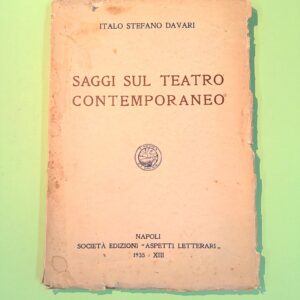 ITALO STEFANO DAVARI
SAGGI SUL TEATRO
CONTEMPORANEO
NAPOLI
SOCIETÀ EDIZIONI "ASPETTI LETTERARI„
1935 - XIII